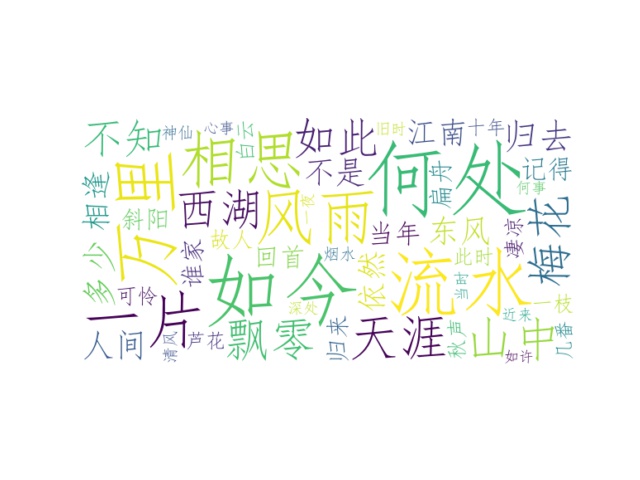 不知
神仙
心事
白云
相思
如此
不是
旧时
江南
十年
归去
相逢
斜阳
万里
西湖
风雨
一夜
何处
扁舟
记得
何事
多少
谁家
故人
回首
烟水
当年
东风
凄凉
梅花
可怜
一片
如今
依然
流水
此时
当时
人间
清风
芦花
飘零
深处
归来
天涯
秋声
山中
近来
如许
一枝
几番